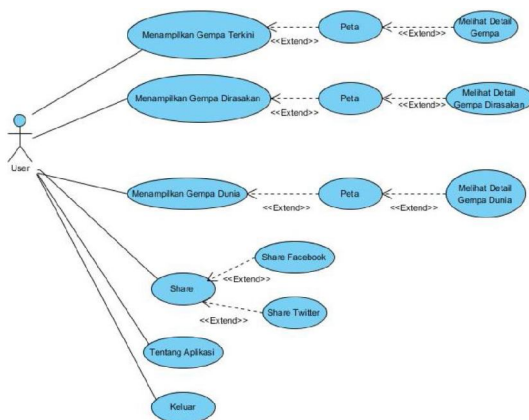 Menampilkan Gempa Terkini
<<Extend>>
Peta
<<Extend>>
Melihat Detail
Gempa
Menampilkan Gempa Dirasakan
<<Extend>>
Peta
<<Extend>>
Melihat Detail
Gempa Dirasakan
User
Menampilkan Gempa Dunia
<<Extend>>
Peta
<<Extend>>
Melihat Detail
Gempa Dunia
Share Facebook
<<Extend>>
Share
<<Extend>>
Share Twitter
Tentang Aplikasi
Keluar